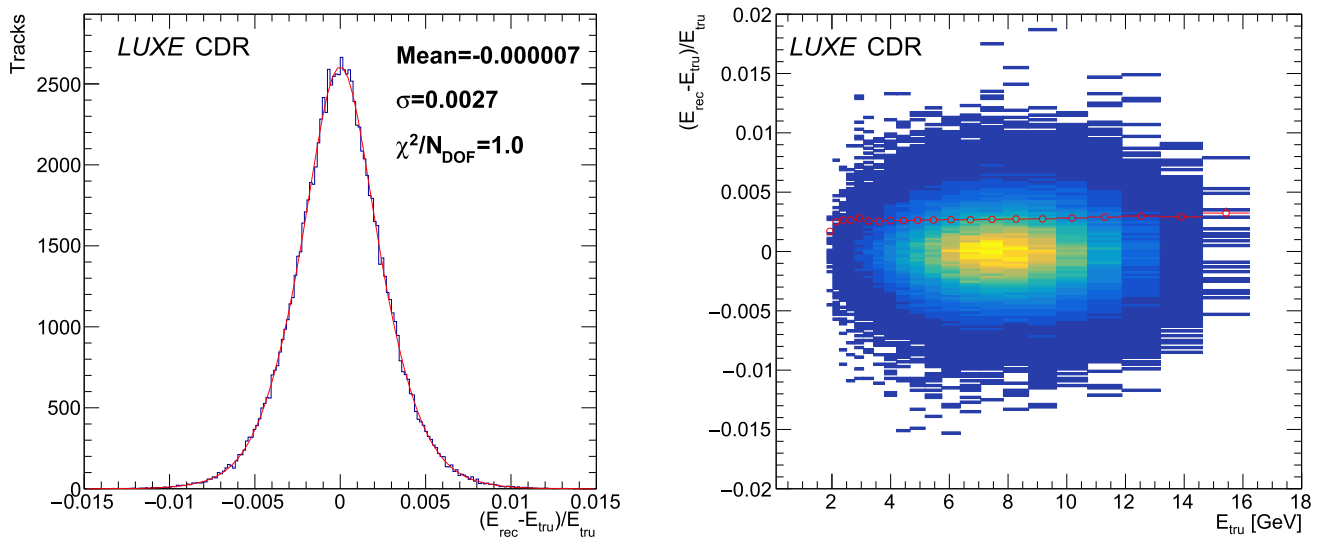 LUXE CDR
Mean=-0.000007
σ=0.0027
χ²/N_DOF=1.0
Tracks
2500
2000
1500
1000
500
0
−0.015 −0.01 −0.005 0 0.005 0.01 0.015
(E_rec-E_tru)/E_tru
LUXE CDR
(E_rec-E_tru)/E_tru
0.02
0.015
0.01
0.005
0
−0.005
−0.01
−0.015
−0.02
2 4 6 8 10 12 14 16 18
E_tru [GeV]